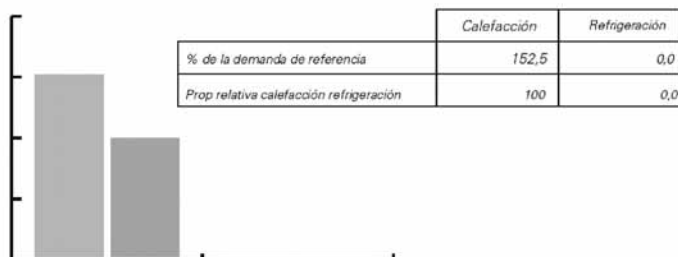 Calefacción Refrigeración
% de la demanda de referencia 152,5 0,0
Prop relativa calefacción refrigeración 100 0,0